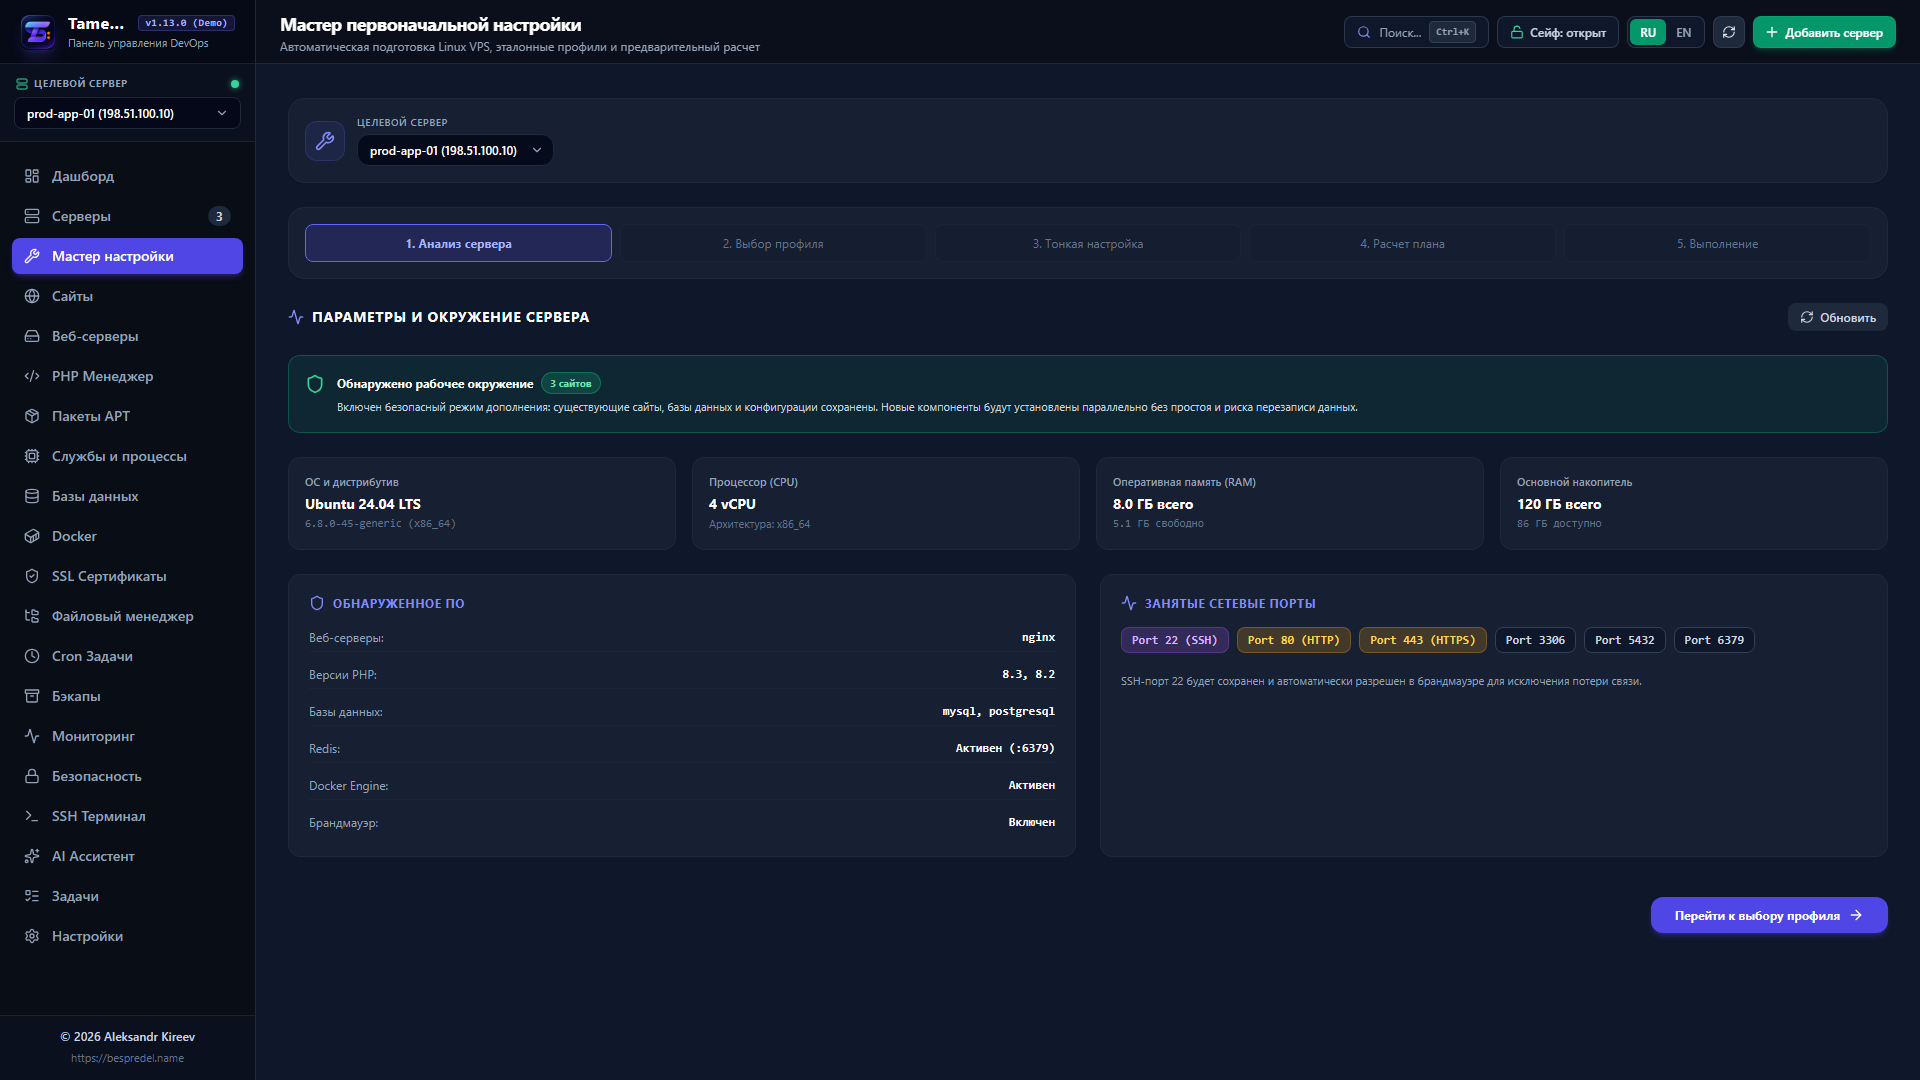 Tame...
v1.13.0 (Demo)
Панель управления DevOps
ЦЕЛЕВОЙ СЕРВЕР
prod-app-01 (198.51.100.10)
Дашборд
Серверы
3
Мастер настройки
Сайты
Веб-серверы
PHP Менеджер
Пакеты APT
Службы и процессы
Базы данных
Docker
SSL Сертификаты
Файловый менеджер
Cron Задачи
Бэкапы
Мониторинг
Безопасность
SSH Терминал
AI Ассистент
Задачи
Настройки
© 2026 Aleksandr Kireev
https://bespredel.name
Мастер первоначальной настройки
Автоматическая подготовка Linux VPS, эталонные профили и предварительный расчет
Поиск...
Ctrl+K
Сейф: открыт
RU
EN
Добавить сервер
ЦЕЛЕВОЙ СЕРВЕР
prod-app-01 (198.51.100.10)
1. Анализ сервера
2. Выбор профиля
3. Тонкая настройка
4. Расчет плана
5. Выполнение
ПАРАМЕТРЫ И ОКРУЖЕНИЕ СЕРВЕРА
Обновить
Обнаружено рабочее окружение
3 сайтов
Включен безопасный режим дополнения: существующие сайты, базы данных и конфигурации сохранены. Новые компоненты будут установлены параллельно без простоя и риска перезаписи данных.
ОС и дистрибутив
Ubuntu 24.04 LTS
6.8.0-45-generic (x86_64)
Процессор (CPU)
4 vCPU
Архитектура: x86_64
Оперативная память (RAM)
8.0 ГБ всего
5.1 ГБ свободно
Основной накопитель
120 ГБ всего
86 ГБ доступно
ОБНАРУЖЕННОЕ ПО
Веб-серверы:
nginx
Версии PHP:
8.3, 8.2
Базы данных:
mysql, postgresql
Redis:
Активен (:6379)
Docker Engine:
Активен
Брандмауэр:
Включен
ЗАНЯТЫЕ СЕТЕВЫЕ ПОРТЫ
Port 22 (SSH)
Port 80 (HTTP)
Port 443 (HTTPS)
Port 3306
Port 5432
Port 6379
SSH-порт 22 будет сохранен и автоматически разрешен в брандмауэре для исключения потери связи.
Перейти к выбору профиля